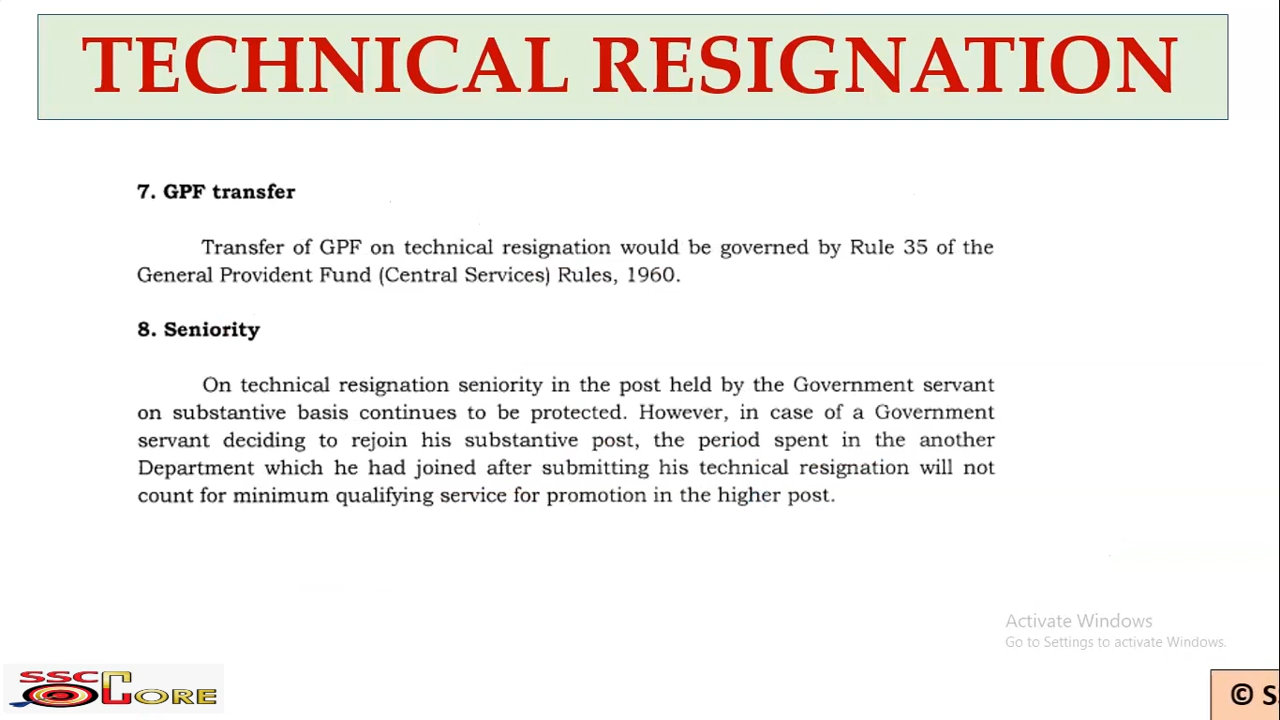 TECHNICAL RESIGNATION
7. GPF transfer
Transfer of GPF on technical resignation would be governed by Rule 35 of the
General Provident Fund (Central Services) Rules, 1960.
8. Seniority
On technical resignation seniority in the post held by the Government servant
on substantive basis continues to be protected. However, in case of a Government
servant deciding to rejoin his substantive post, the period spent in the another
Department which he had joined after submitting his technical resignation will not
count for minimum qualifying service for promotion in the higher post.
Activate Windows
Go to Settings to activate Windows.
SSC CORE
© S